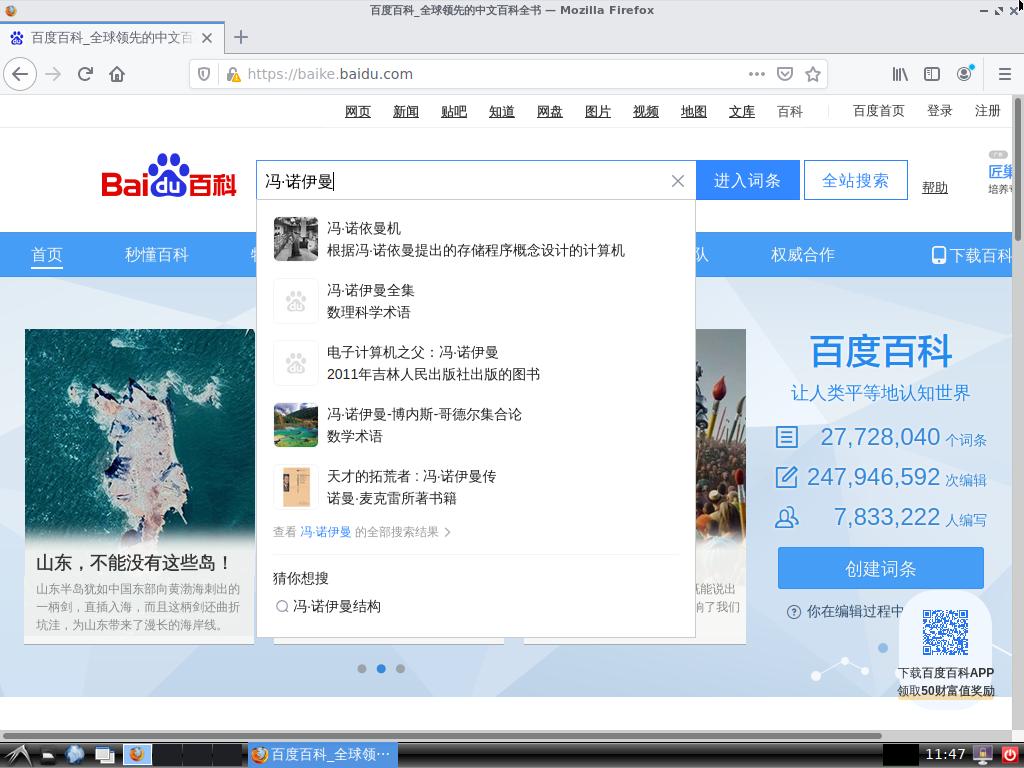 百度百科_全球领先的中文百科全书 — Mozilla Firefox
百度百科_全球领先的中文百
https://baike.baidu.com
网页 新闻 贴吧 知道 网盘 图片 视频 地图 文库 百科 百度首页 登录 注册
Bai du 百科
冯·诺伊曼
进入词条
全站搜索
帮助
培养
首页 秒懂百科 权威合作 下载百科
冯·诺依曼机
根据冯·诺依曼提出的存储程序概念设计的计算机
冯·诺伊曼全集
数理科学术语
电子计算机之父：冯·诺伊曼
2011年吉林人民出版社出版的图书
冯·诺伊曼-博内斯-哥德尔集合论
数学术语
天才的拓荒者：冯·诺伊曼传
诺曼·麦克雷所著书籍
查看 冯·诺伊曼 的全部搜索结果
猜你想搜
冯·诺伊曼结构
山东，不能没有这些岛！
山东半岛犹如中国东部向黄渤海刺出的
一柄剑，直插入海，而且这柄剑还曲折
坑洼，为山东带来了漫长的海岸线。
能说出
响了我们
百度百科
让人类平等地认知世界
27,728,040 个词条
247,946,592 次编辑
7,833,222 人编写
创建词条
你在编辑过程中
下载百度百科APP
领取50财富值奖励
百度百科_全球领···
11:47